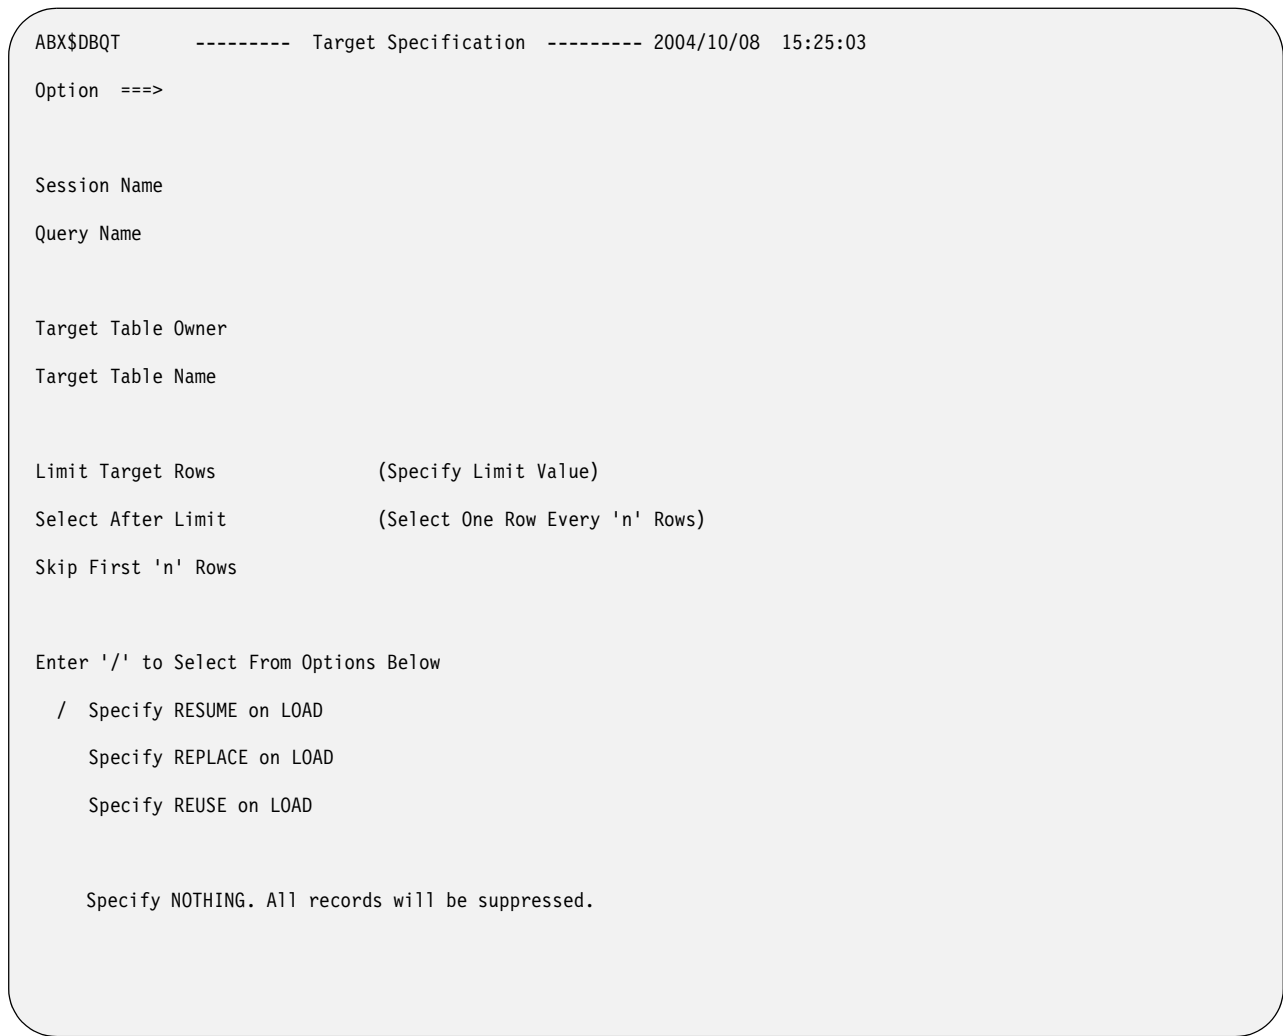 ABX$DBQT --------- Target Specification --------- 2004/10/08 15:25:03
Option ===>
Session Name
Query Name
Target Table Owner
Target Table Name
Limit Target Rows (Specify Limit Value)
Select After Limit (Select One Row Every 'n' Rows)
Skip First 'n' Rows
Enter '/' to Select From Options Below
/ Specify RESUME on LOAD
Specify REPLACE on LOAD
Specify REUSE on LOAD
Specify NOTHING. All records will be suppressed.